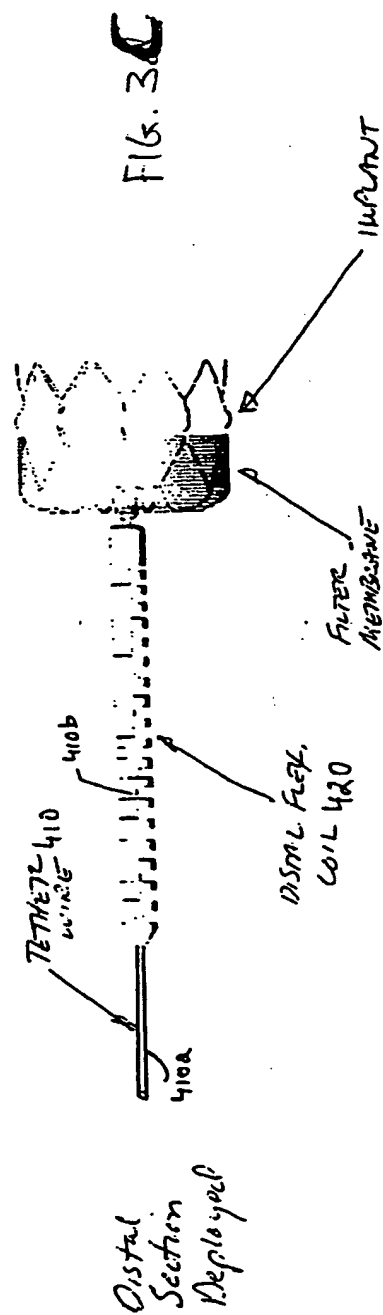 Distal
Section
Deployed
TETHER
WIRE 410
410a
410b
DISTAL FLEX.
COIL 420
FILTER
MEMBRANE
IMPLANT
FIG. 3C